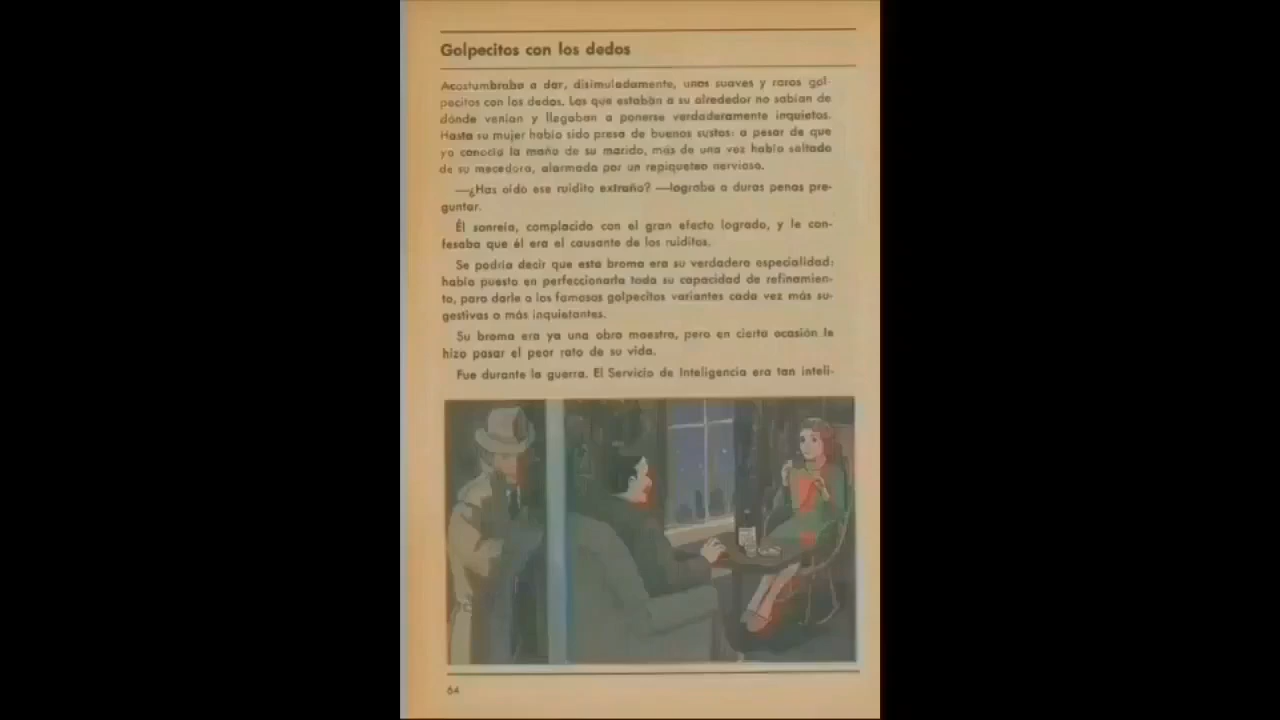 Golpecitos con los dedos
Acostumbraba a dar, disimuladamente, unos suaves y raros gol-
pecitos con los dedos. Los que estaban a su alrededor no sabían de
dónde venían y llegaban a ponerse verdaderamente inquietos.
Hasta su mujer había sido presa de buenos sustos: a pesar de que
ya conocía la maña de su marido, más de una vez había saltado
de su mecedora, alarmada por un repiqueteo nervioso.
—¿Has oído ese ruidito extraño? —lograba a duras penas pre-
guntar.
Él sonreía, complacido con el gran efecto logrado, y le con-
fesaba que él era el causante de los ruiditos.
Se podría decir que esta broma era su verdadera especialidad:
había puesto en perfeccionarla toda su capacidad de refinamien-
to, para darle a los famosos golpecitos variantes cada vez más su-
gestivas o más inquietantes.
Su broma era ya una obra maestra, pero en cierta ocasión le
hizo pasar el peor rato de su vida.
Fue durante la guerra. El Servicio de Inteligencia era tan inteli-
64